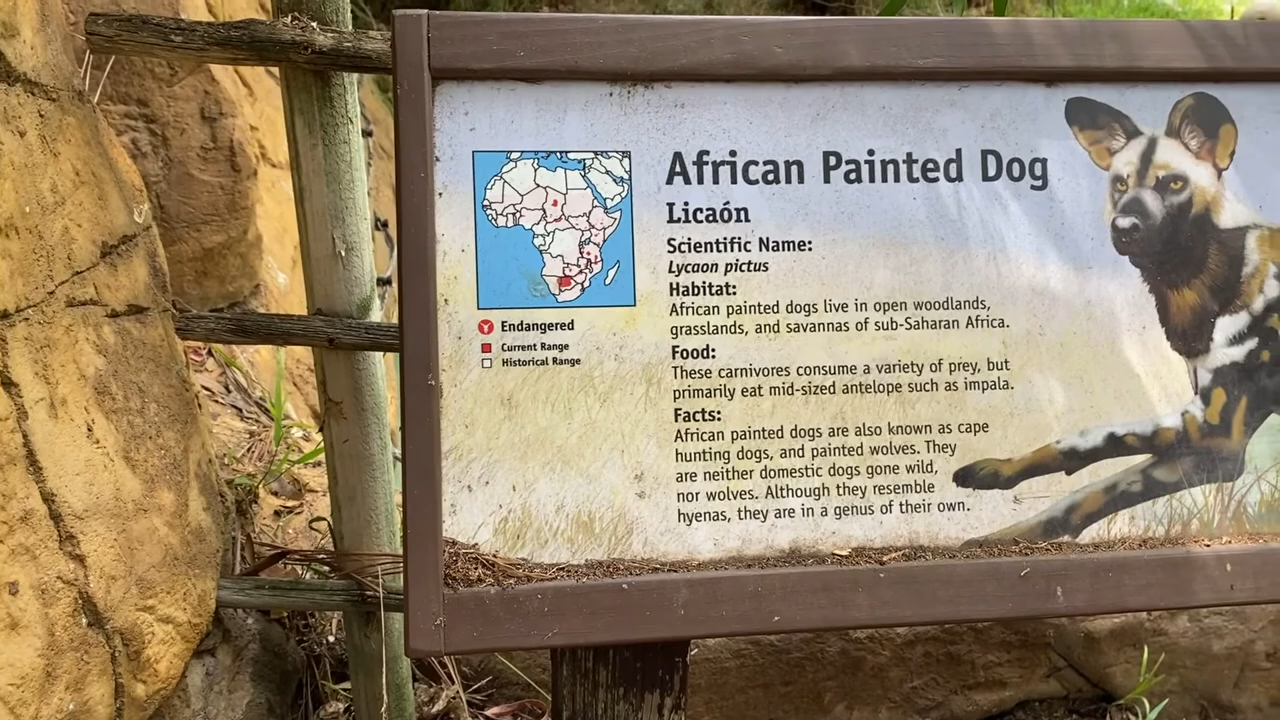 African Painted Dog
Licaón
Scientific Name:
Lycaon pictus
Habitat:
African painted dogs live in open woodlands,
grasslands, and savannas of sub-Saharan Africa.
Food:
These carnivores consume a variety of prey, but
primarily eat mid-sized antelope such as impala.
Facts:
African painted dogs are also known as cape
hunting dogs, and painted wolves. They
are neither domestic dogs gone wild,
nor wolves. Although they resemble
hyenas, they are in a genus of their own.
Endangered
Current Range
Historical Range